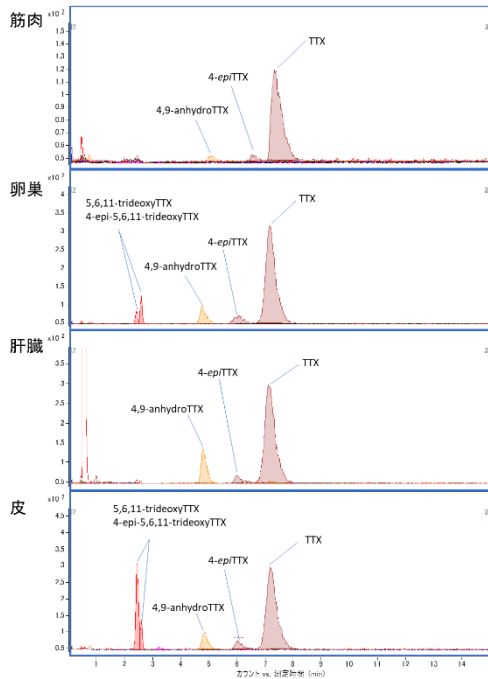 筋肉
x10 -2
TTX
1.5
1.4
1.3
1.2
1.1
1
0.9
0.8
0.7
0.6
0.5
4-epiTTX
4,9-anhydroTTX
卵巣
x10 -2
TTX
4
3.5
3
2.5
2
1.5
1
0.5
5,6,11-trideoxyTTX
4-epi-5,6,11-trideoxyTTX
4-epiTTX
4,9-anhydroTTX
肝臓
x10 2
TTX
3.5
3
2.5
2
1.5
1
0.5
4-epiTTX
4,9-anhydroTTX
皮
x10 2
5,6,11-trideoxyTTX
4-epi-5,6,11-trideoxyTTX
TTX
4.5
4
3.5
3
2.5
2
1.5
1
0.5
4-epiTTX
4,9-anhydroTTX
1 2 3 4 5 6 7 8 9 10 11 12 13 14
カウント vs. 測定時間 (min)